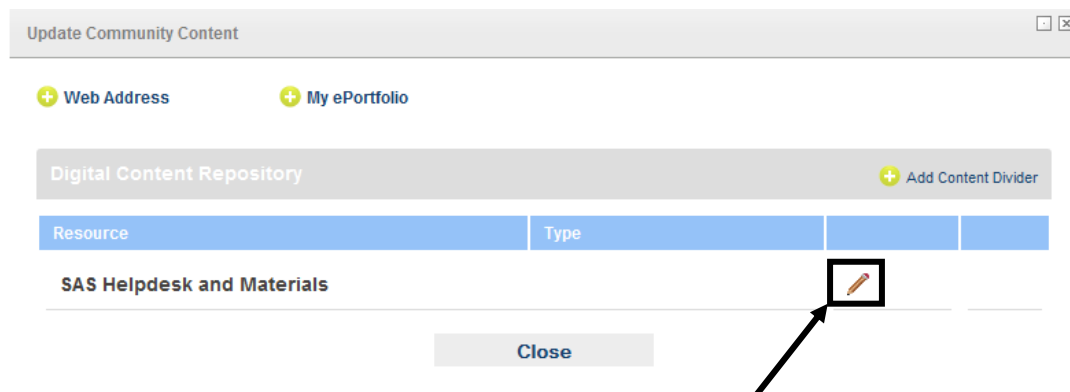 Update Community Content
Web Address My ePortfolio
Digital Content Repository Add Content Divider
Resource Type
SAS Helpdesk and Materials
Close